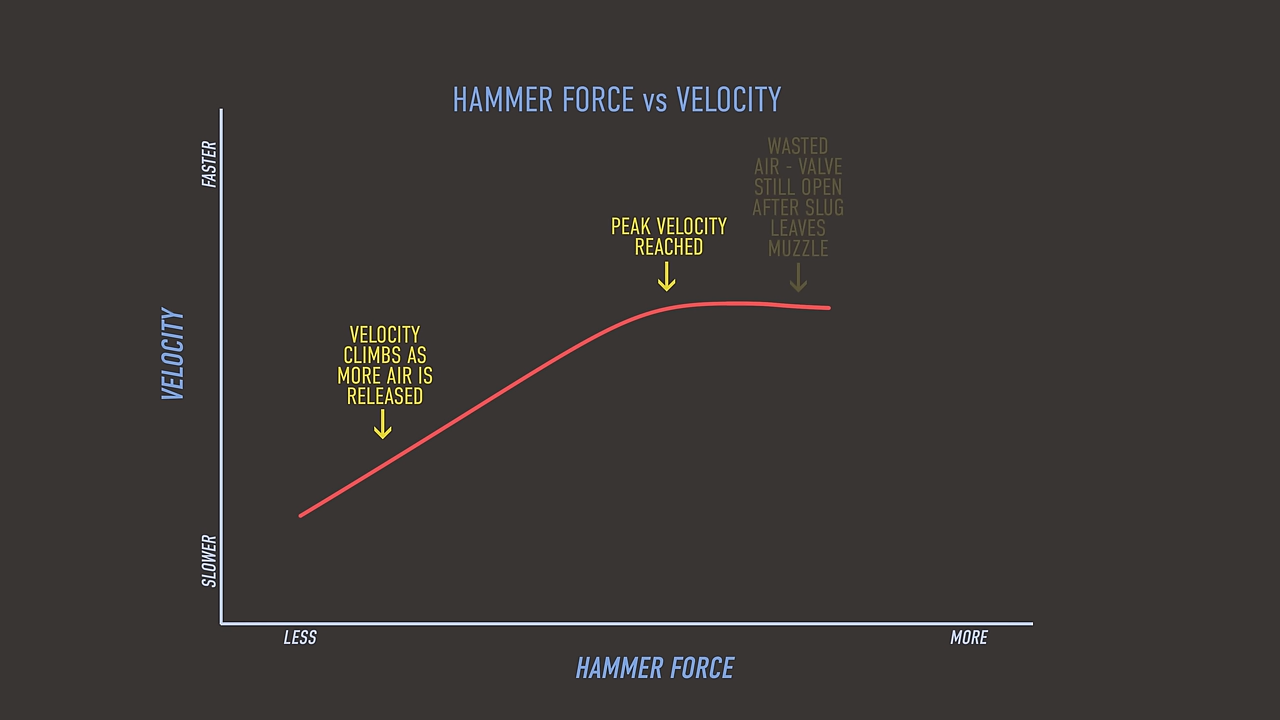 HAMMER FORCE vs VELOCITY
FASTER
WASTED
AIR - VALVE
STILL OPEN
AFTER SLUG
LEAVES
MUZZLE
PEAK VELOCITY
REACHED
VELOCITY
VELOCITY
CLIMBS AS
MORE AIR IS
RELEASED
SLOWER
LESS
MORE
HAMMER FORCE